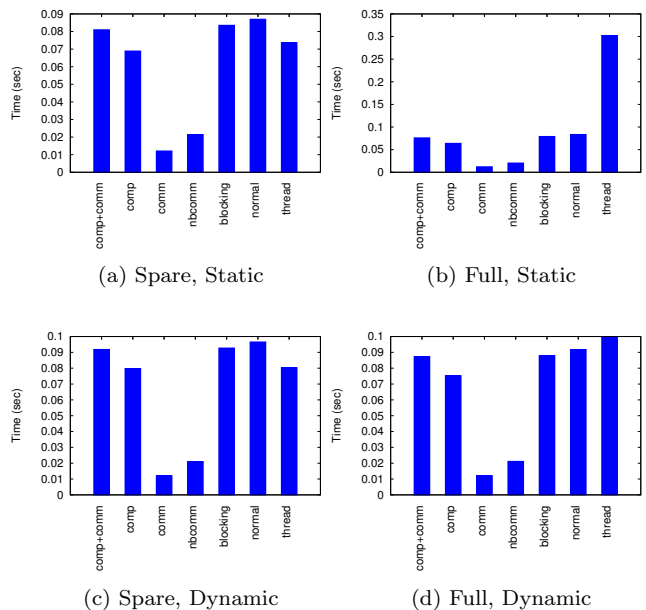 Time (sec)
0.09
0.08
0.07
0.06
0.05
0.04
0.03
0.02
0.01
0
comp+comm
comp
comm
nbcomm
blocking
normal
thread
(a) Spare, Static
Time (sec)
0.35
0.3
0.25
0.2
0.15
0.1
0.05
0
comp+comm
comp
comm
nbcomm
blocking
normal
thread
(b) Full, Static
Time (sec)
0.1
0.09
0.08
0.07
0.06
0.05
0.04
0.03
0.02
0.01
0
comp+comm
comp
comm
nbcomm
blocking
normal
thread
(c) Spare, Dynamic
Time (sec)
0.1
0.09
0.08
0.07
0.06
0.05
0.04
0.03
0.02
0.01
0
comp+comm
comp
comm
nbcomm
blocking
normal
thread
(d) Full, Dynamic